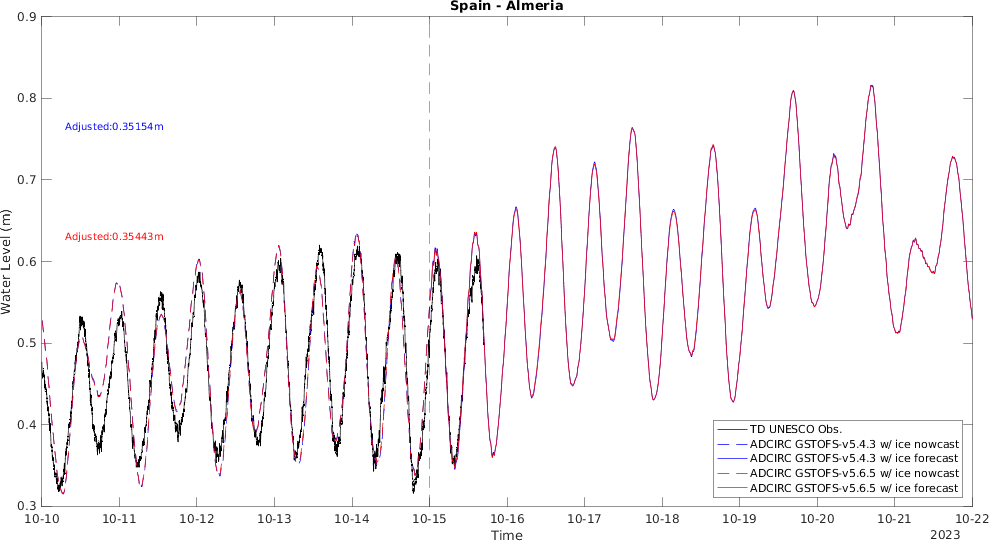 Spain - Almeria
0.9
0.8
0.7
0.6
0.5
0.4
0.3
Water Level (m)
Adjusted:0.35154m
Adjusted:0.35443m
TD UNESCO Obs.
ADCIRC GSTOFS-v5.4.3 w/ ice nowcast
ADCIRC GSTOFS-v5.4.3 w/ ice forecast
ADCIRC GSTOFS-v5.6.5 w/ ice nowcast
ADCIRC GSTOFS-v5.6.5 w/ ice forecast
10-10 10-11 10-12 10-13 10-14 10-15 10-16 10-17 10-18 10-19 10-20 10-21 10-22
Time
2023